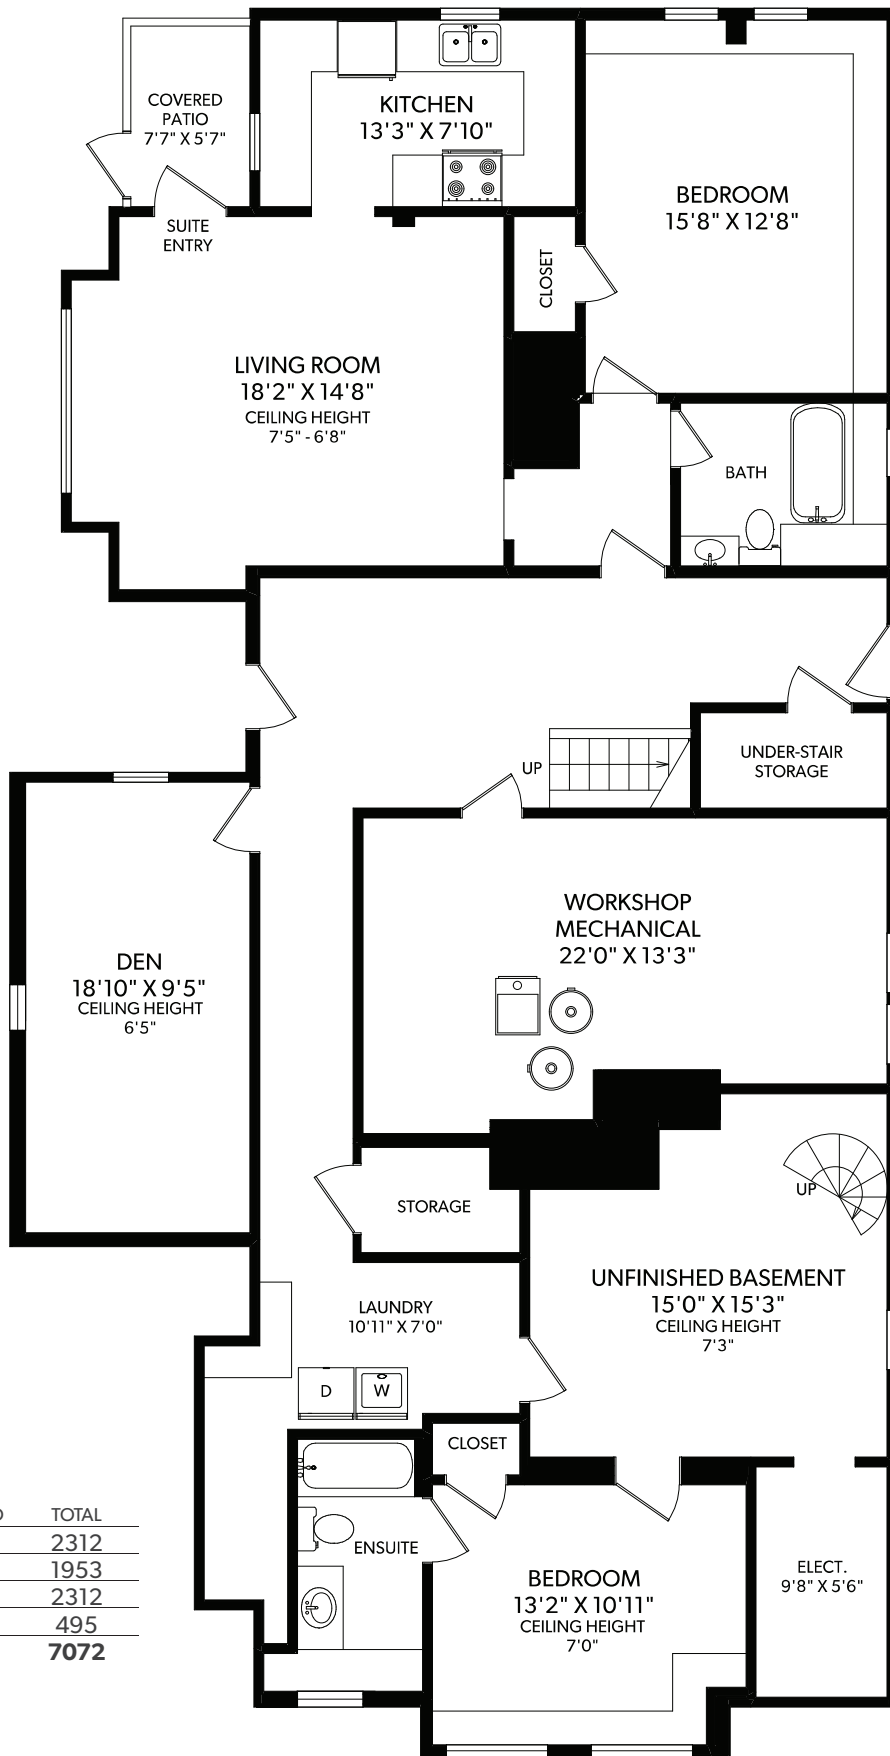 COVERED
PATIO
7'7" X 5'7"
KITCHEN
13'3" X 7'10"
BEDROOM
15'8" X 12'8"
SUITE
ENTRY
CLOSET
LIVING ROOM
18'2" X 14'8"
CEILING HEIGHT
7'5" - 6'8"
BATH
UP
UNDER-STAIR
STORAGE
WORKSHOP
MECHANICAL
22'0" X 13'3"
DEN
18'10" X 9'5"
CEILING HEIGHT
6'5"
STORAGE
UP
UNFINISHED BASEMENT
15'0" X 15'3"
CEILING HEIGHT
7'3"
LAUNDRY
10'11" X 7'0"
D W
CLOSET
ENSUITE
BEDROOM
13'2" X 10'11"
CEILING HEIGHT
7'0"
ELECT.
9'8" X 5'6"
TOTAL
2312
1953
2312
495
7072